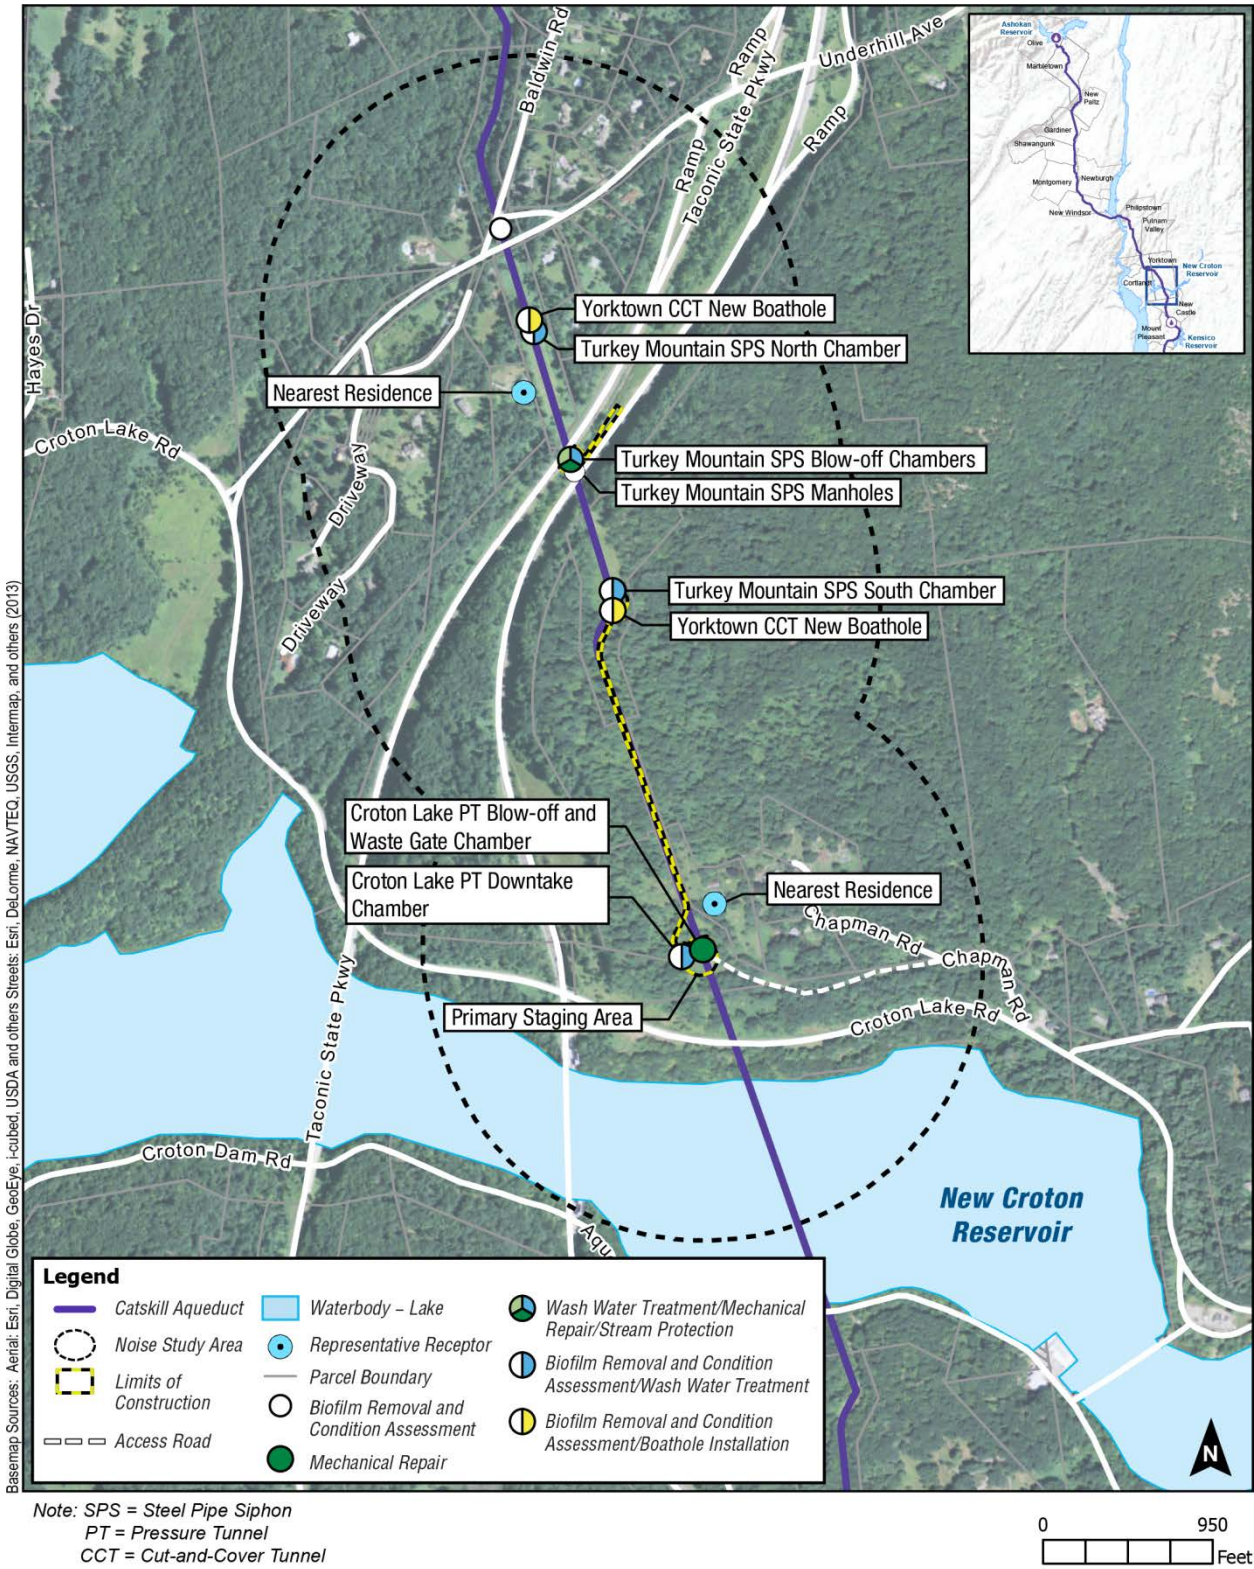 Baldwin Rd
Ramp
Taconic State Pkwy
Underhill Ave
Ramp
Ramp
Ashokan
Reservoir
Olive
Marbletown
New
Paltz
Gardiner
Shawangunk
Montgomery
Newburgh
New Windsor
Philipstown
Putnam
Valley
Yorktown
New Croton
Reservoir
Cortlandt
New
Castle
Mount
Pleasant
Kensico
Reservoir
Hayes Dr
Yorktown CCT New Boathole
Turkey Mountain SPS North Chamber
Nearest Residence
Croton Lake Rd
Turkey Mountain SPS Blow-off Chambers
Turkey Mountain SPS Manholes
Driveway
Driveway
Turkey Mountain SPS South Chamber
Yorktown CCT New Boathole
Croton Lake PT Blow-off and
Waste Gate Chamber
Croton Lake PT Downtake
Chamber
Nearest Residence
Chapman Rd
Chapman Rd
Primary Staging Area
Croton Lake Rd
Taconic State Pkwy
Croton Dam Rd
Aqu
New Croton
Reservoir
Legend
Catskill Aqueduct
Noise Study Area
Limits of
Construction
Access Road
Waterbody – Lake
Representative Receptor
Parcel Boundary
Biofilm Removal and
Condition Assessment
Mechanical Repair
Wash Water Treatment/Mechanical
Repair/Stream Protection
Biofilm Removal and Condition
Assessment/Wash Water Treatment
Biofilm Removal and Condition
Assessment/Boathole Installation
N
Basemap Sources: Aerial: Esri, Digital Globe, GeoEye, i-cubed, USDA and others Streets: Esri, DeLorme, NAVTEQ, USGS, Intermap, and others (2013)
Note: SPS = Steel Pipe Siphon
PT = Pressure Tunnel
CCT = Cut-and-Cover Tunnel
0 950
Feet